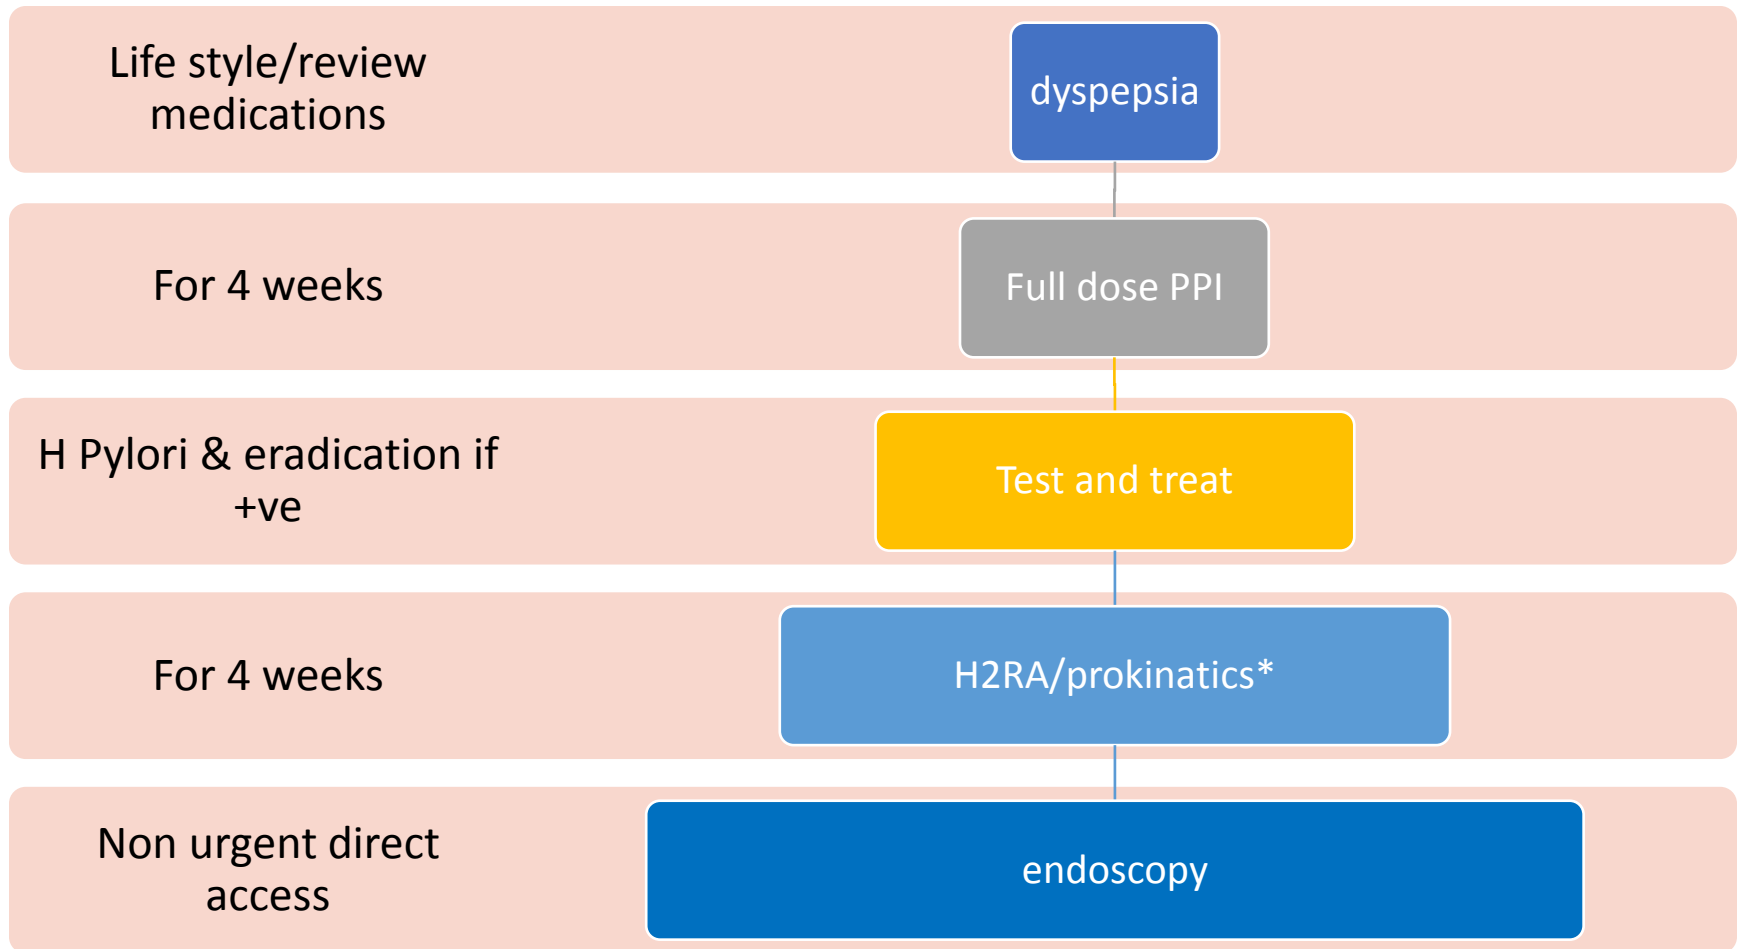 Life style/review
medications
dyspepsia
For 4 weeks
Full dose PPI
H Pylori & eradication if
+ve
Test and treat
For 4 weeks
H2RA/prokinatics*
Non urgent direct
access
endoscopy